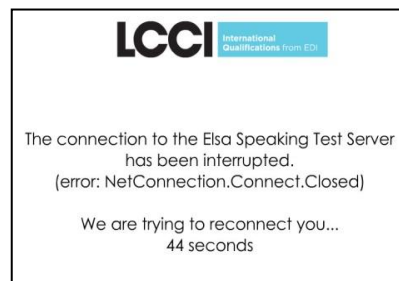 LCCI
International
Qualifications from EDI
The connection to the Elsa Speaking Test Server
has been interrupted.
(error: NetConnection.Connect.Closed)
We are trying to reconnect you...
44 seconds